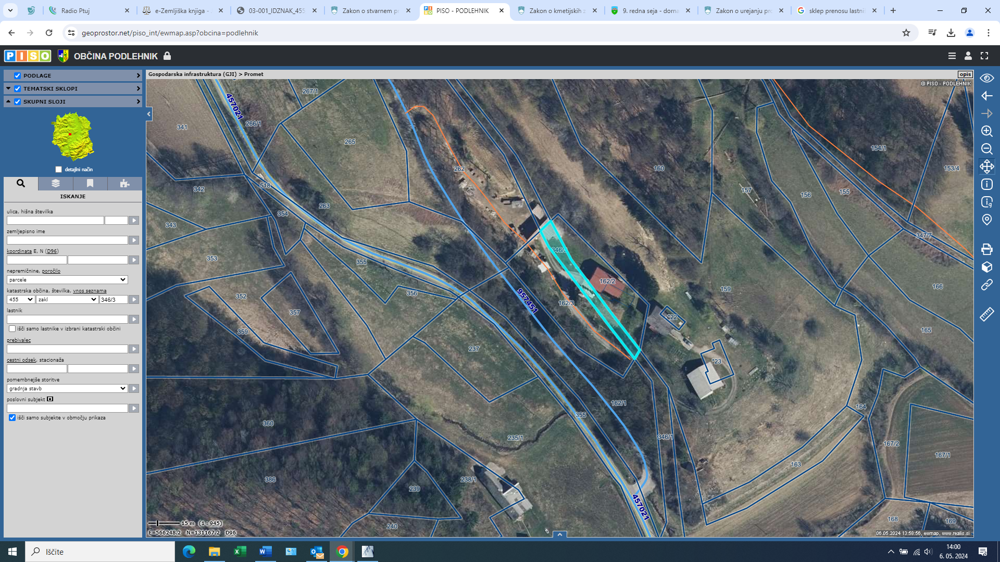 Radio Ptuj
e-Zemljiška knjiga -
03-001_IDZNAK_455
Zakon o stvarnem p
PISO - PODLEHNIK
Zakon o kmetijskih z
9. redna seja - dorna
Zakon o urejanju pr
sklep prenosu lastni
geoprostor.net/piso_int/ewmap.asp?obcina=podlehnik
PISO
OBČINA PODLEHNIK
PODLAGE
TEMATSKI SKLOPI
SKUPNI SLOJI
detajlni način
ISKANJE
ulica, hišna številka
zemljepisno ime
koordinata E, N (D96)
nepremičnine, poročilo
parcele
katastrska občina, številka, vnos seznama
455 zakl 346/3
lastnik
išči samo lastnike v izbrani katastrski občini
prebivalec
cestni odsek, stacionaža
pomembnejše storitve
gradnja stavb
poslovni subjekt
išči samo subjekte v območju prikaza
Gospodarska infrastruktura (GJI) > Promet
opis
© PISO - PODLEHNIK
267/1
457021
266/1
341
265
262
160
154/1
153/4
518
342
263
354
157
156
155
343
353
355
346/3
347/7
162/2
159
166
352
356
357
957451
162/3
*22
359
165
237
*23
162/1
164
355
360
235/1
346/1
167/2
167/1
163
386
238/1
239
457021
240
168
169
15 m (1 : 945)
E=566248.2 N=131167.2 D96
06.05.2024 13:58:56, ewmap, www.realis.si
Iščite
14:00
6. 05. 2024